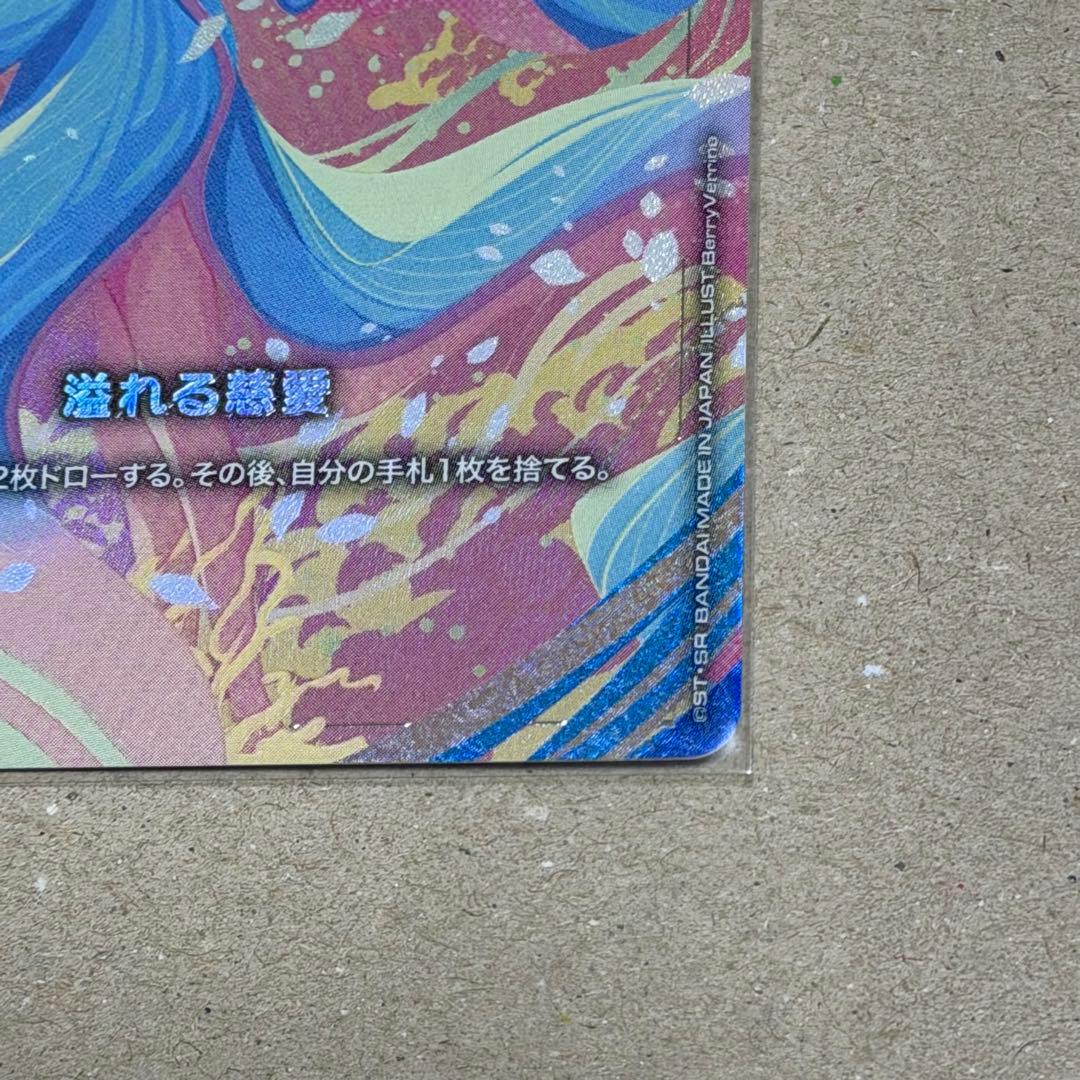 溢れる慈愛
2枚ドローする。その後、自分の手札1枚を捨てる。
©ST・SR BANDAI MADE IN JAPAN ILLUST.BerryVerrine